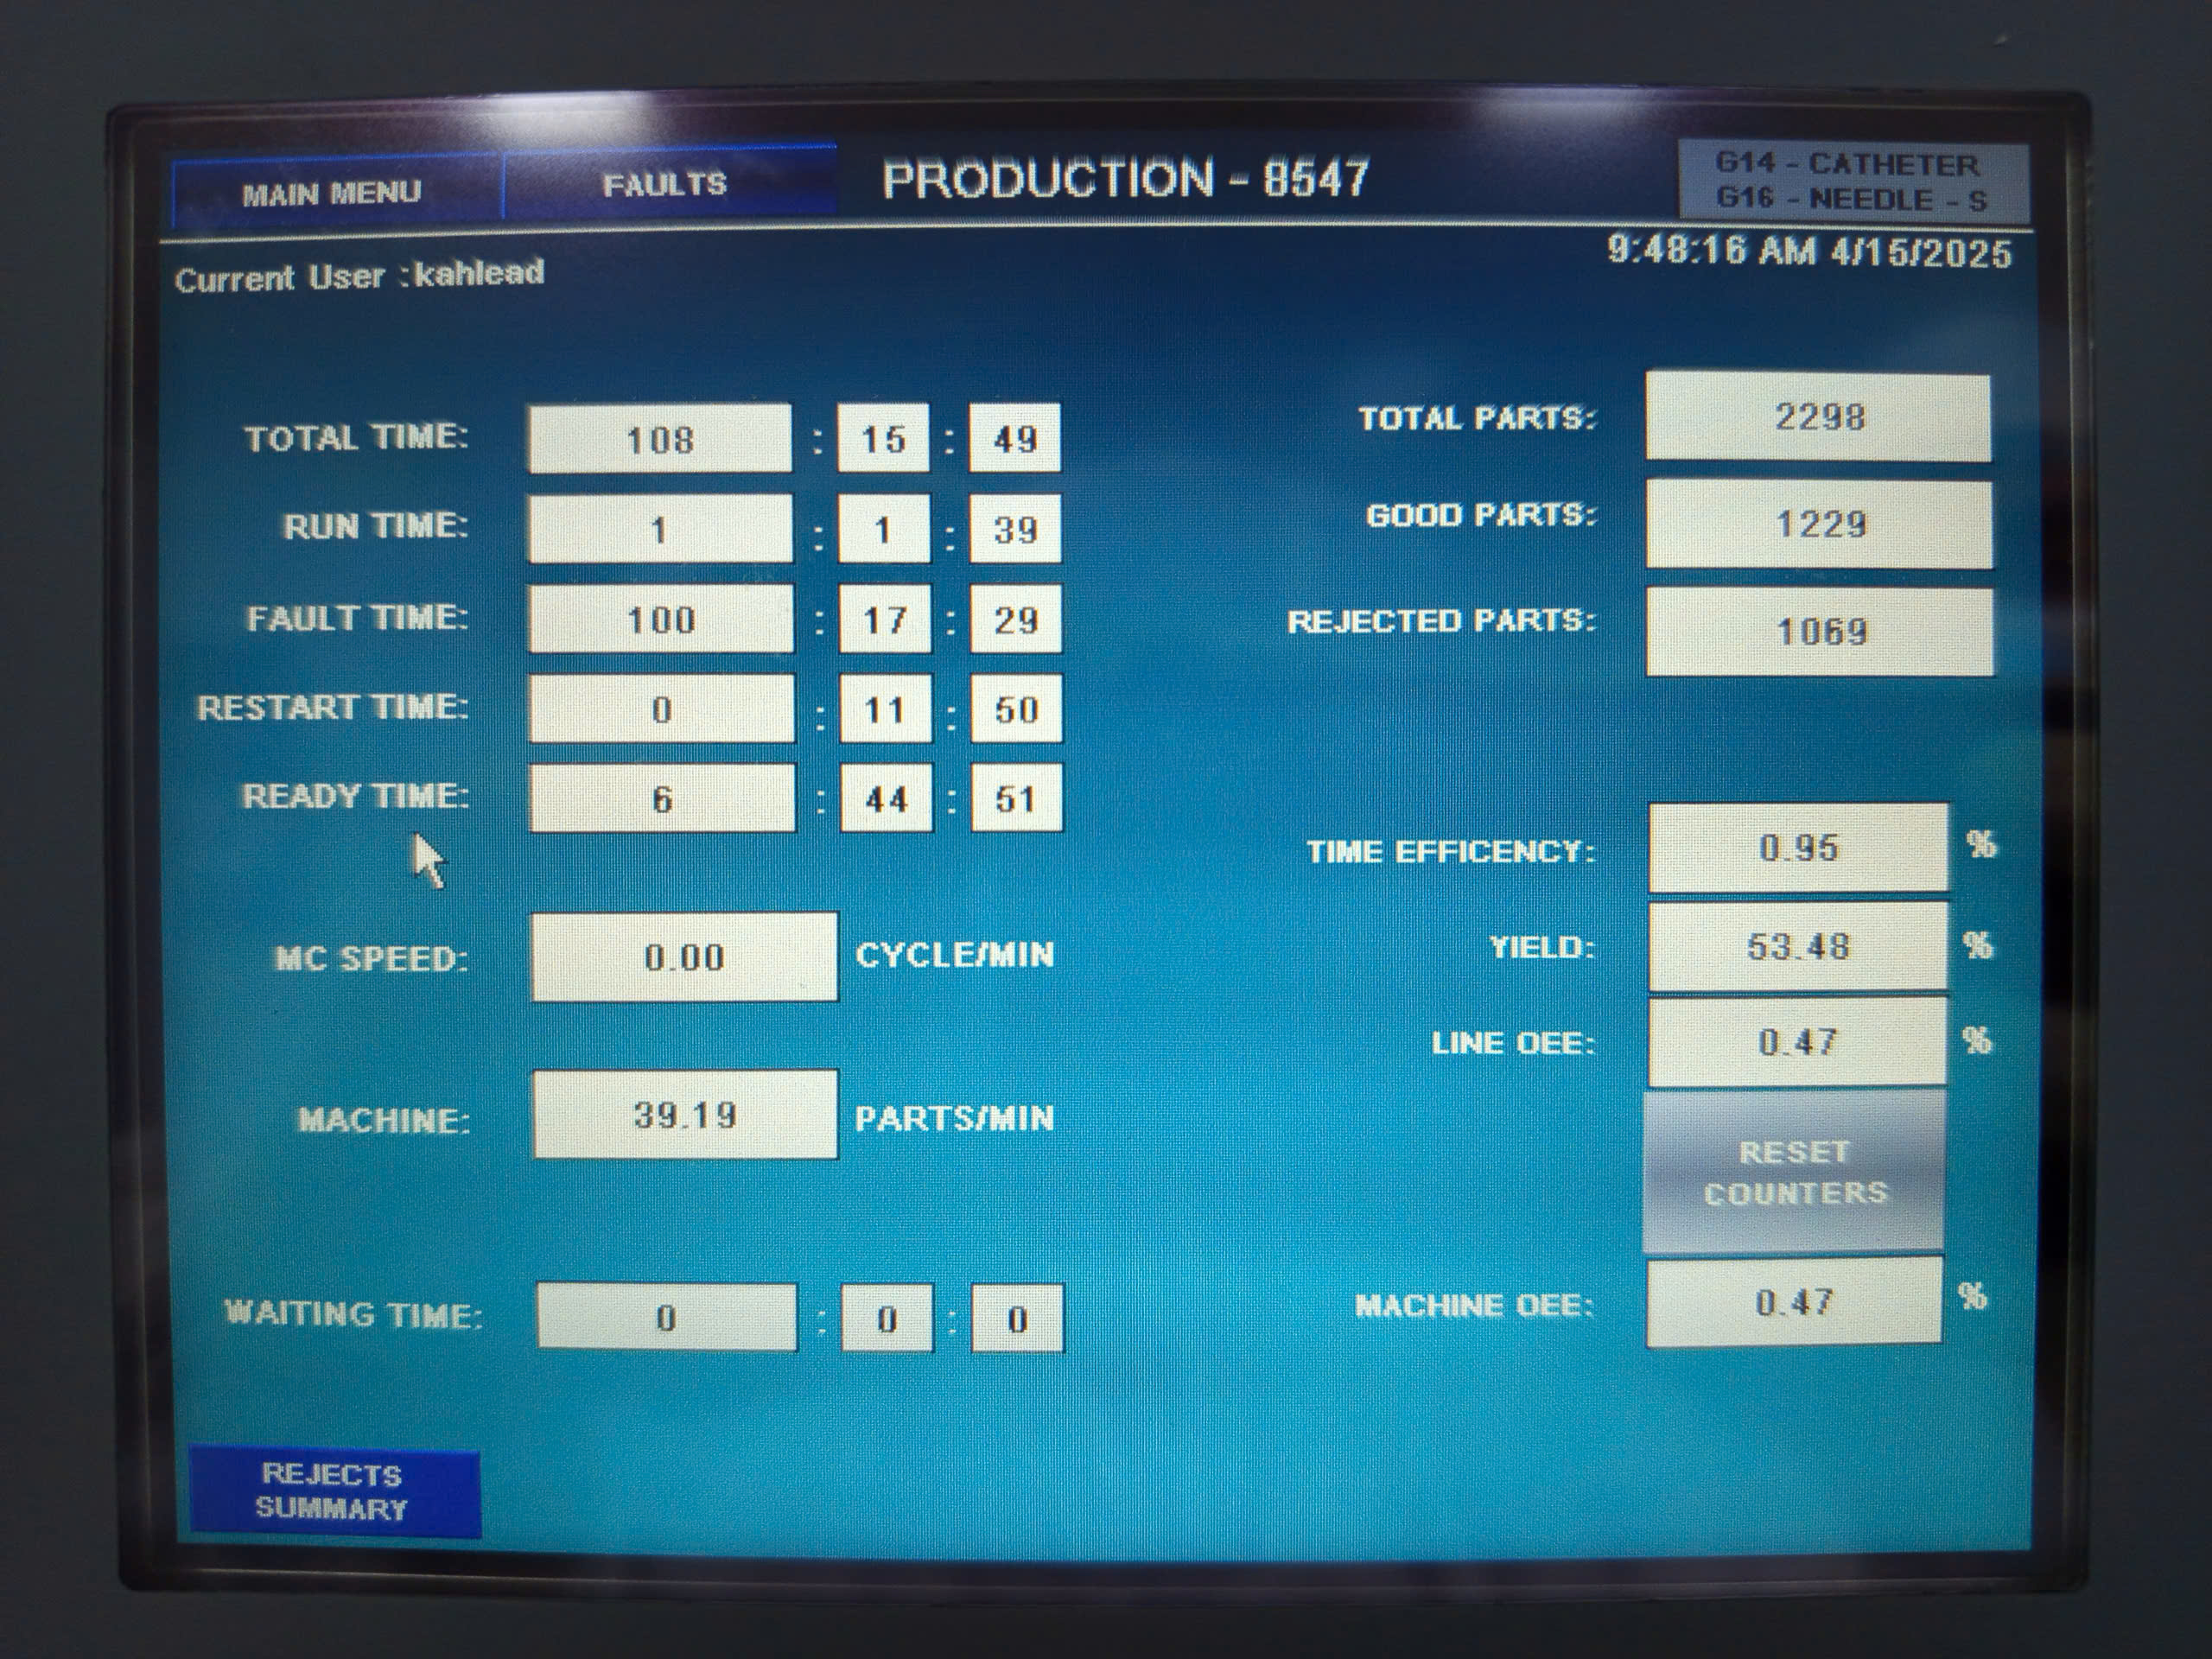 MAIN MENU
FAULTS
PRODUCTION - 8547
G14 - CATHETER
G16 - NEEDLE - S
9:48:16 AM 4/15/2025
Current User :kahlead
TOTAL TIME: 108 : 15 : 49
RUN TIME: 1 : 1 : 39
FAULT TIME: 100 : 17 : 29
RESTART TIME: 0 : 11 : 50
READY TIME: 6 : 44 : 51
MC SPEED: 0.00 CYCLE/MIN
MACHINE: 39.19 PARTS/MIN
WAITING TIME: 0 : 0 : 0
REJECTS
SUMMARY
TOTAL PARTS: 2298
GOOD PARTS: 1229
REJECTED PARTS: 1069
TIME EFFICENCY: 0.95 %
YIELD: 53.48 %
LINE OEE: 0.47 %
RESET
COUNTERS
MACHINE OEE: 0.47 %